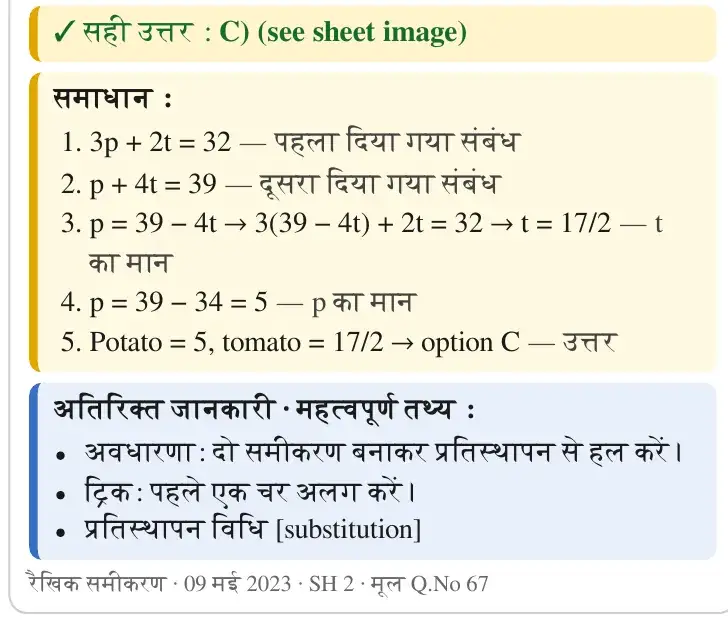 ✓ सही उत्तर : C) (see sheet image)
समाधान :
1. 3p + 2t = 32 — पहला दिया गया संबंध
2. p + 4t = 39 — दूसरा दिया गया संबंध
3. p = 39 − 4t → 3(39 − 4t) + 2t = 32 → t = 17/2 — t
का मान
4. p = 39 − 34 = 5 — p का मान
5. Potato = 5, tomato = 17/2 → option C — उत्तर
अतिरिक्त जानकारी · महत्वपूर्ण तथ्य :
• अवधारणा : दो समीकरण बनाकर प्रतिस्थापन से हल करें।
• ट्रिक : पहले एक चर अलग करें।
• प्रतिस्थापन विधि [substitution]
रैखिक समीकरण · 09 मई 2023 · SH 2 · मूल Q.No 67